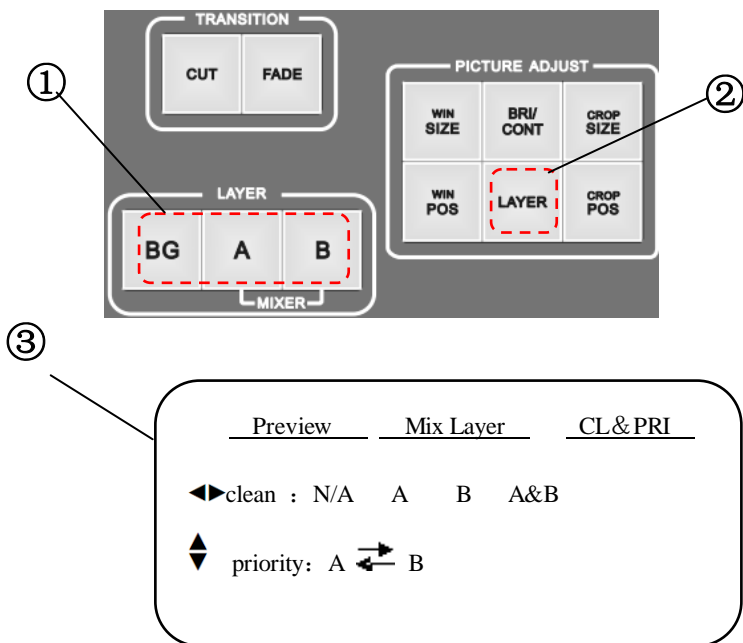 TRANSITION
CUT FADE
①
PICTURE ADJUST
②
WIN SIZE
BRI/ CONT
CROP SIZE
WIN POS
LAYER
CROP POS
LAYER
BG A B
MIXER
③
Preview Mix Layer CL&PRI
◀▶clean : N/A A B A&B
▲▼ priority: A ⇄ B